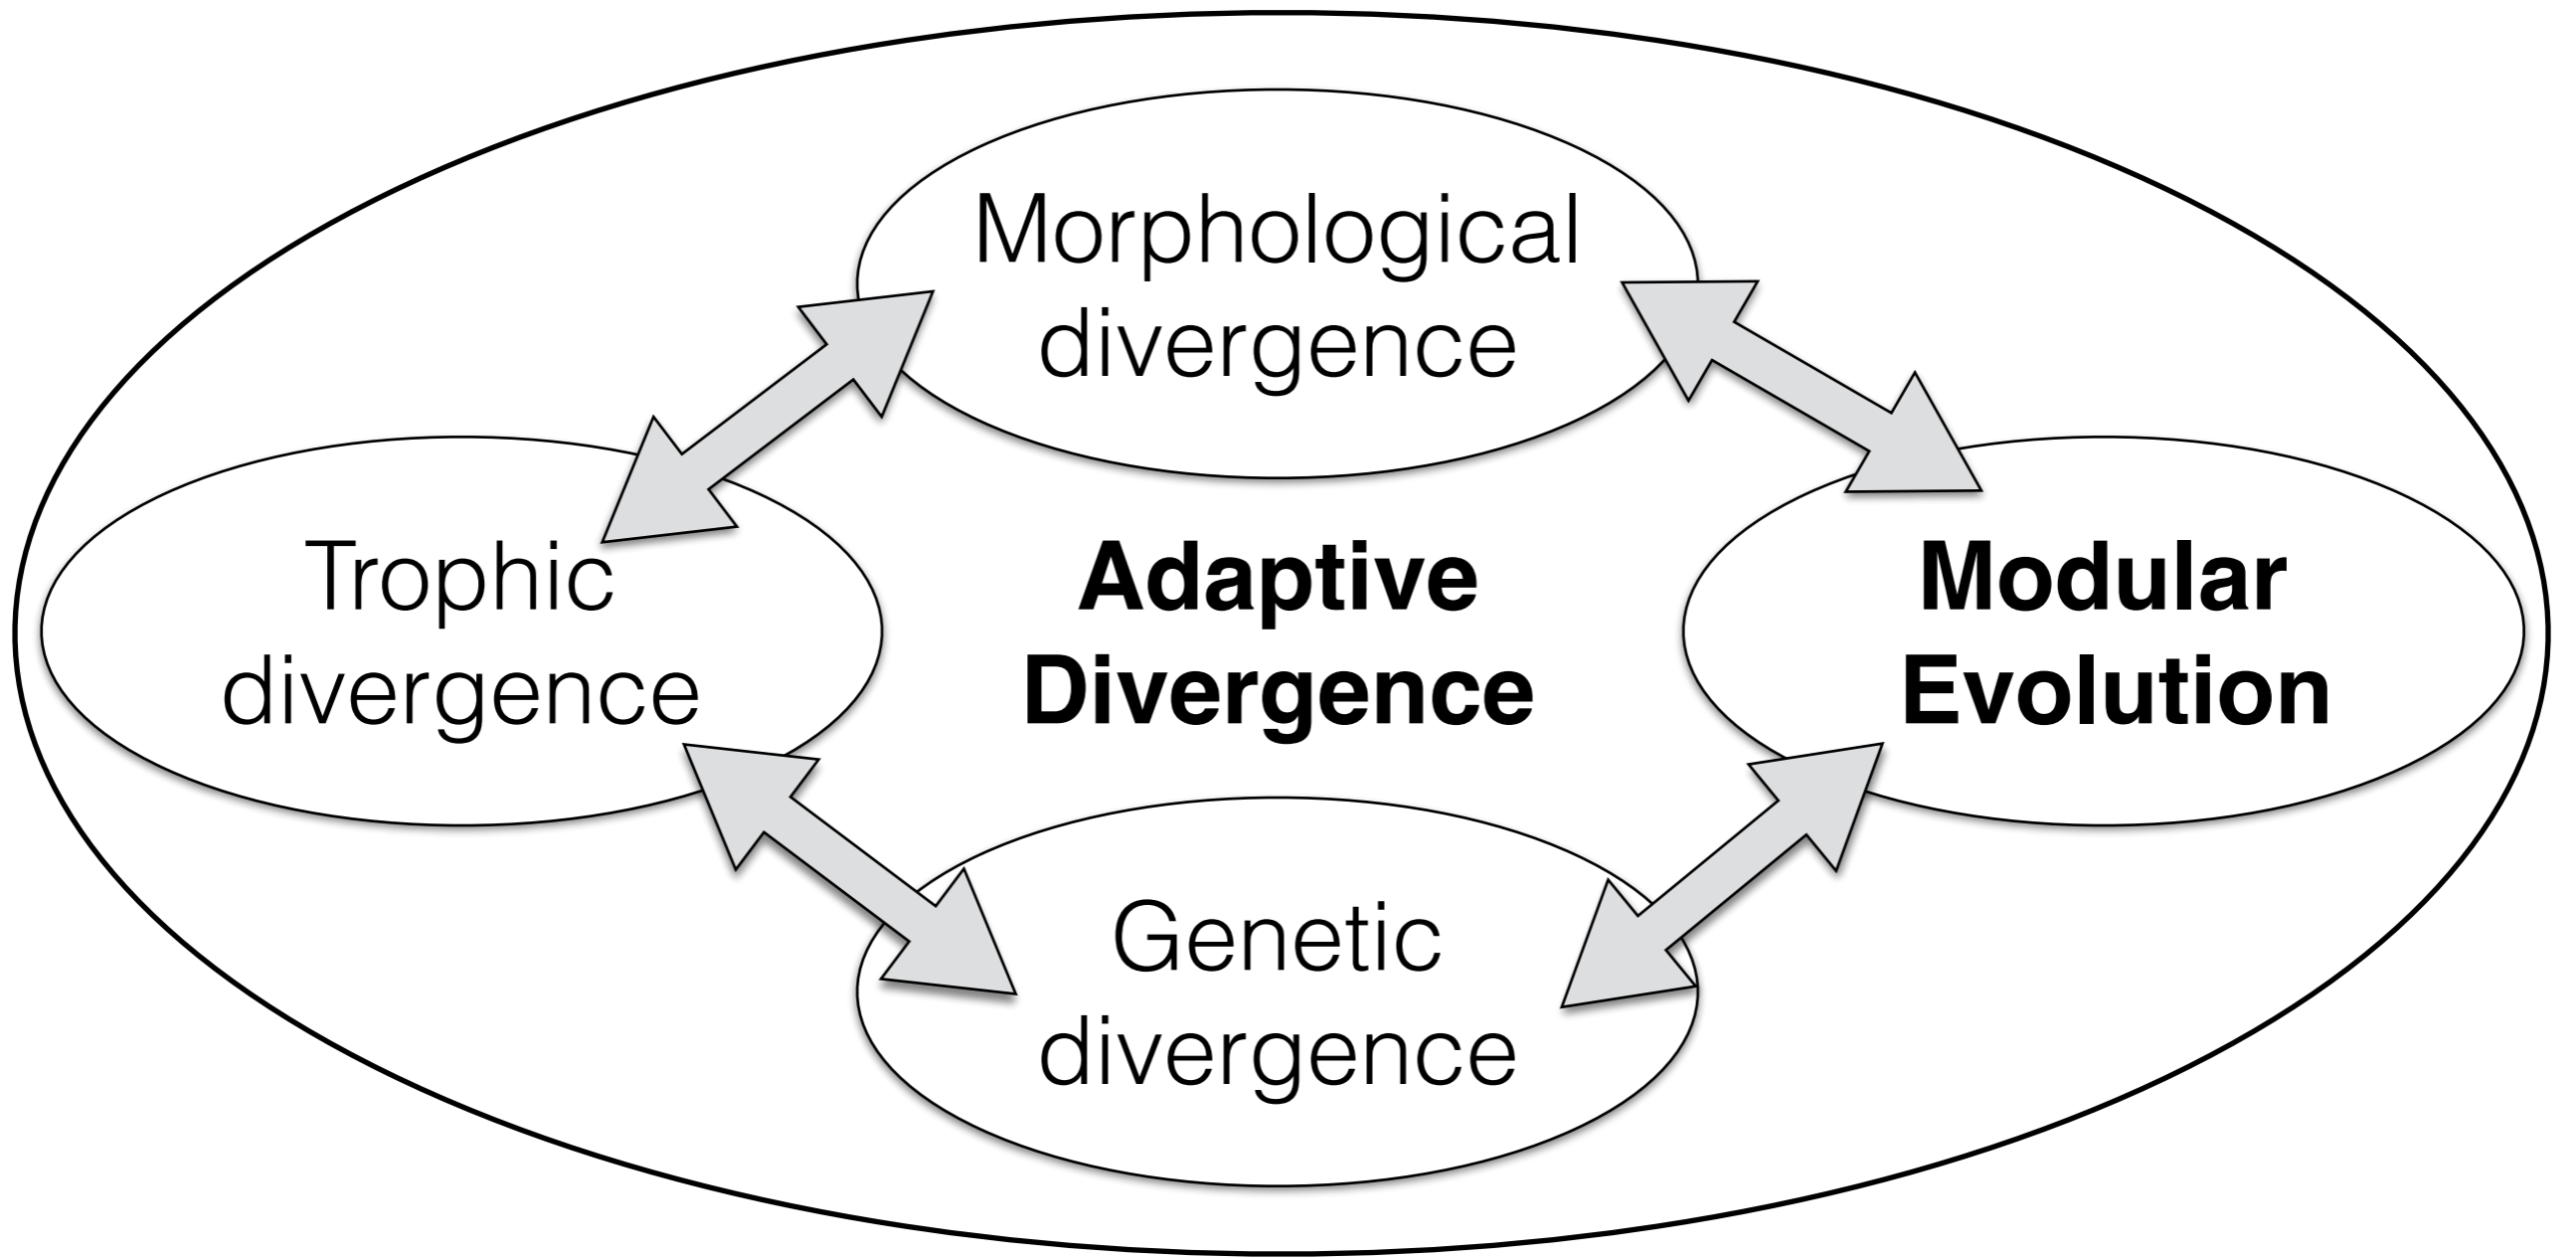 Morphological
divergence
Trophic
divergence
Adaptive
Divergence
Modular
Evolution
Genetic
divergence